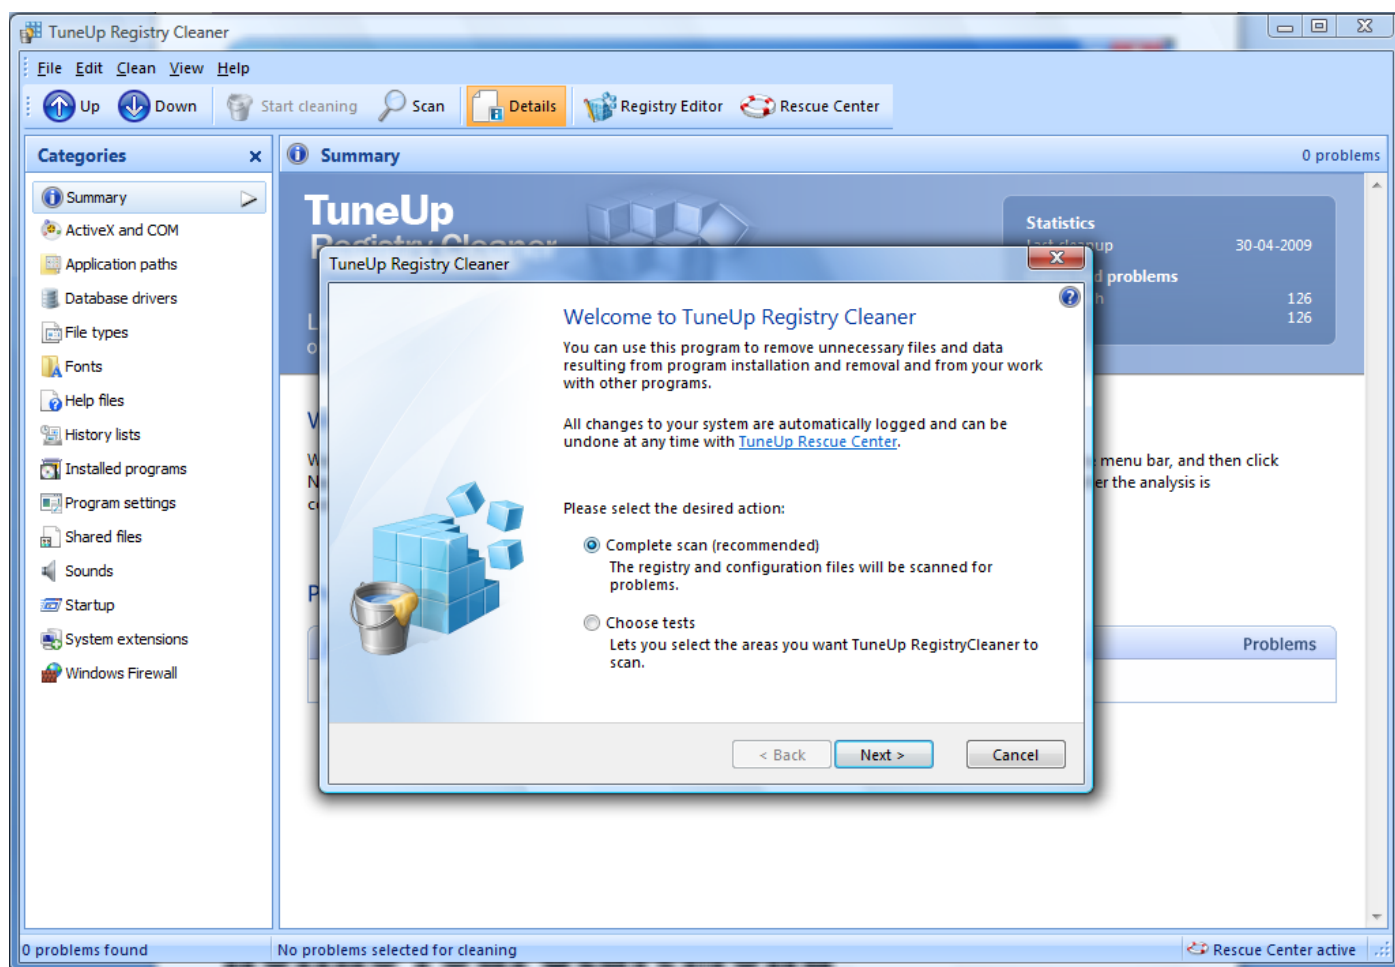 TuneUp Registry Cleaner
File Edit Clean View Help
Up Down Start cleaning Scan Details Registry Editor Rescue Center
Categories
Summary
ActiveX and COM
Application paths
Database drivers
File types
Fonts
Help files
History lists
Installed programs
Program settings
Shared files
Sounds
Startup
System extensions
Windows Firewall
Summary 0 problems
TuneUp
Registry Cleaner
Statistics
Last cleanup 30-04-2009
problems
126
126
menu bar, and then click
the analysis is
Problems
TuneUp Registry Cleaner
Welcome to TuneUp Registry Cleaner
You can use this program to remove unnecessary files and data
resulting from program installation and removal and from your work
with other programs.
All changes to your system are automatically logged and can be
undone at any time with TuneUp Rescue Center.
Please select the desired action:
Complete scan (recommended)
The registry and configuration files will be scanned for
problems.
Choose tests
Lets you select the areas you want TuneUp RegistryCleaner to
scan.
< Back Next > Cancel
0 problems found No problems selected for cleaning Rescue Center active